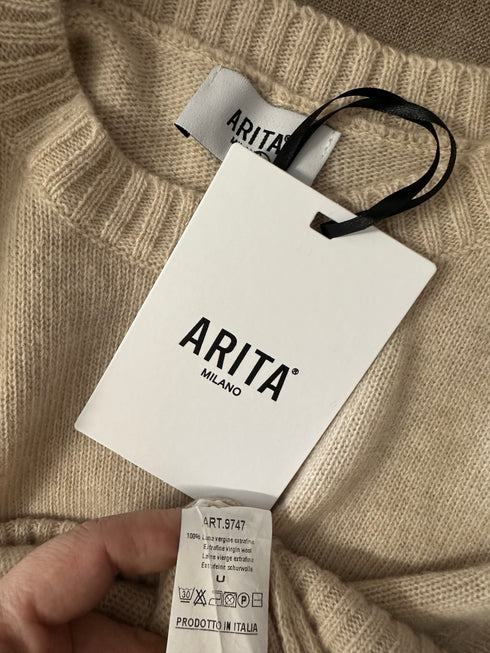 ARITA®
ARITA®
MILANO
ART.9747
100% Lana vergine extrafine
Extrafine virgin wool
Laine vierge extrafine
Extrafeine schurwolle
U
30 P
PRODOTTO IN ITALIA